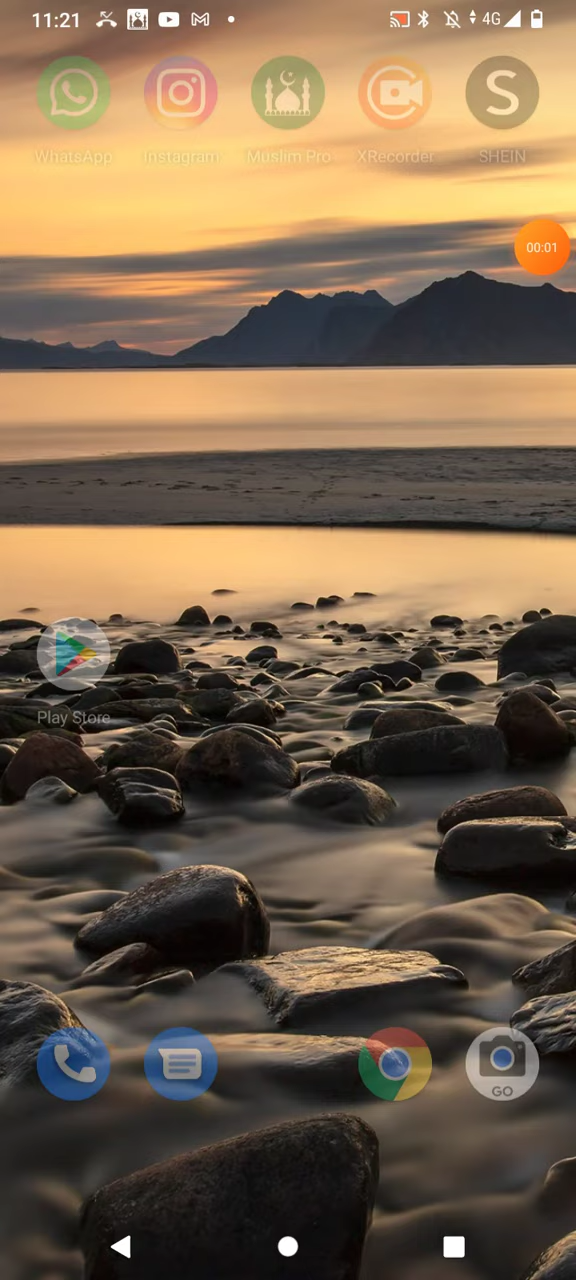 11:21
4G
WhatsApp
Instagram
Muslim Pro
XRecorder
SHEIN
00:01
Play Store
GO